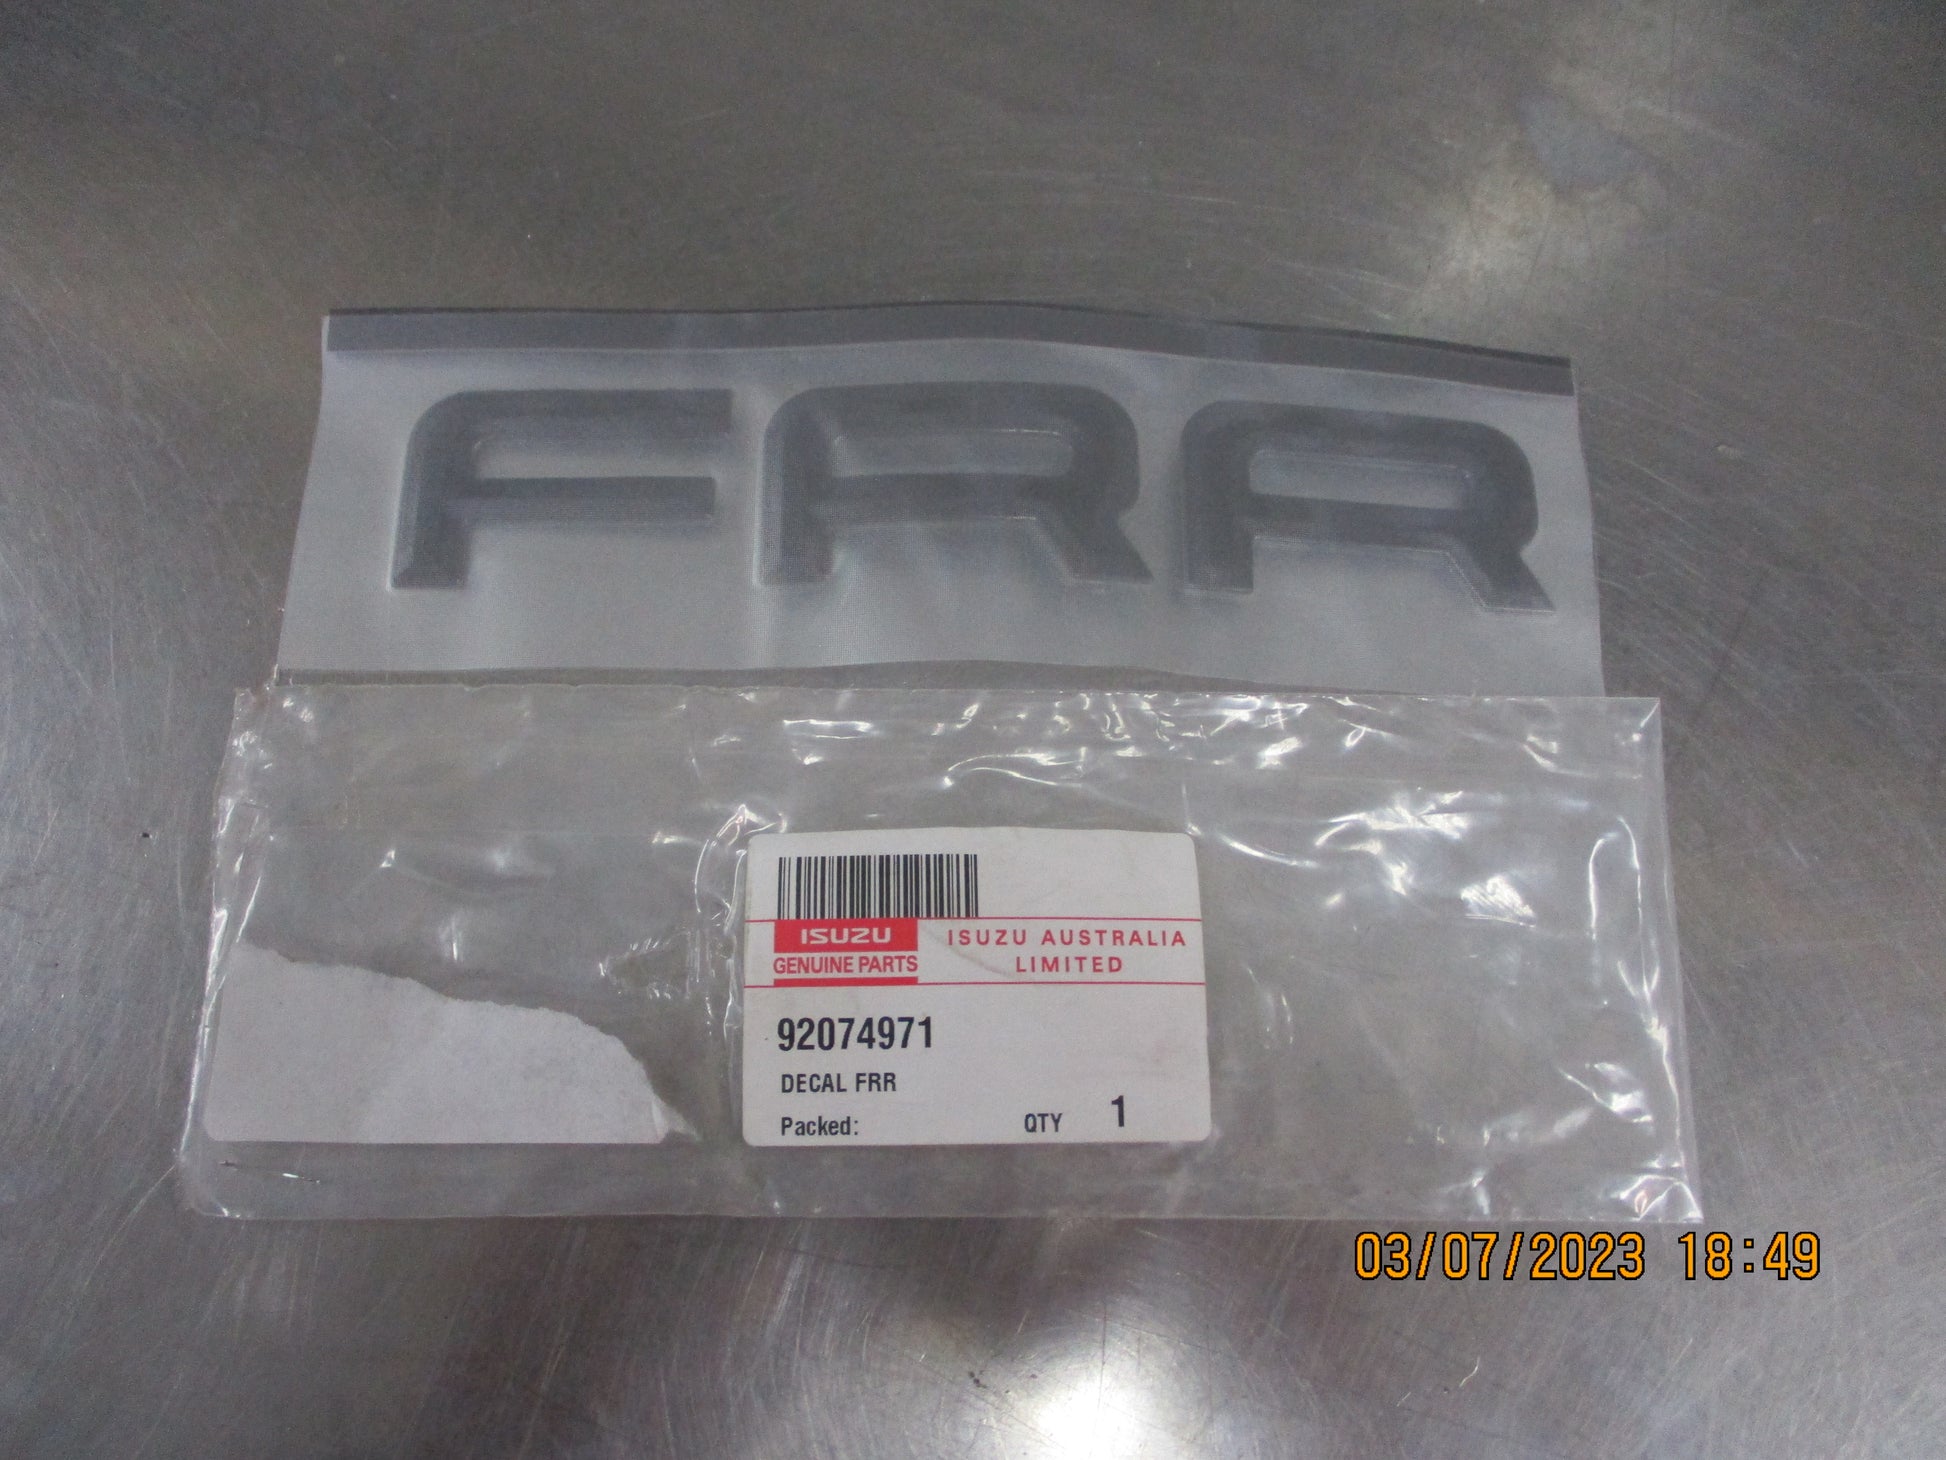 FRR
ISUZU
GENUINE PARTS
ISUZU AUSTRALIA
LIMITED
92074971
DECAL FRR
Packed: QTY 1
03/07/2023 18:49